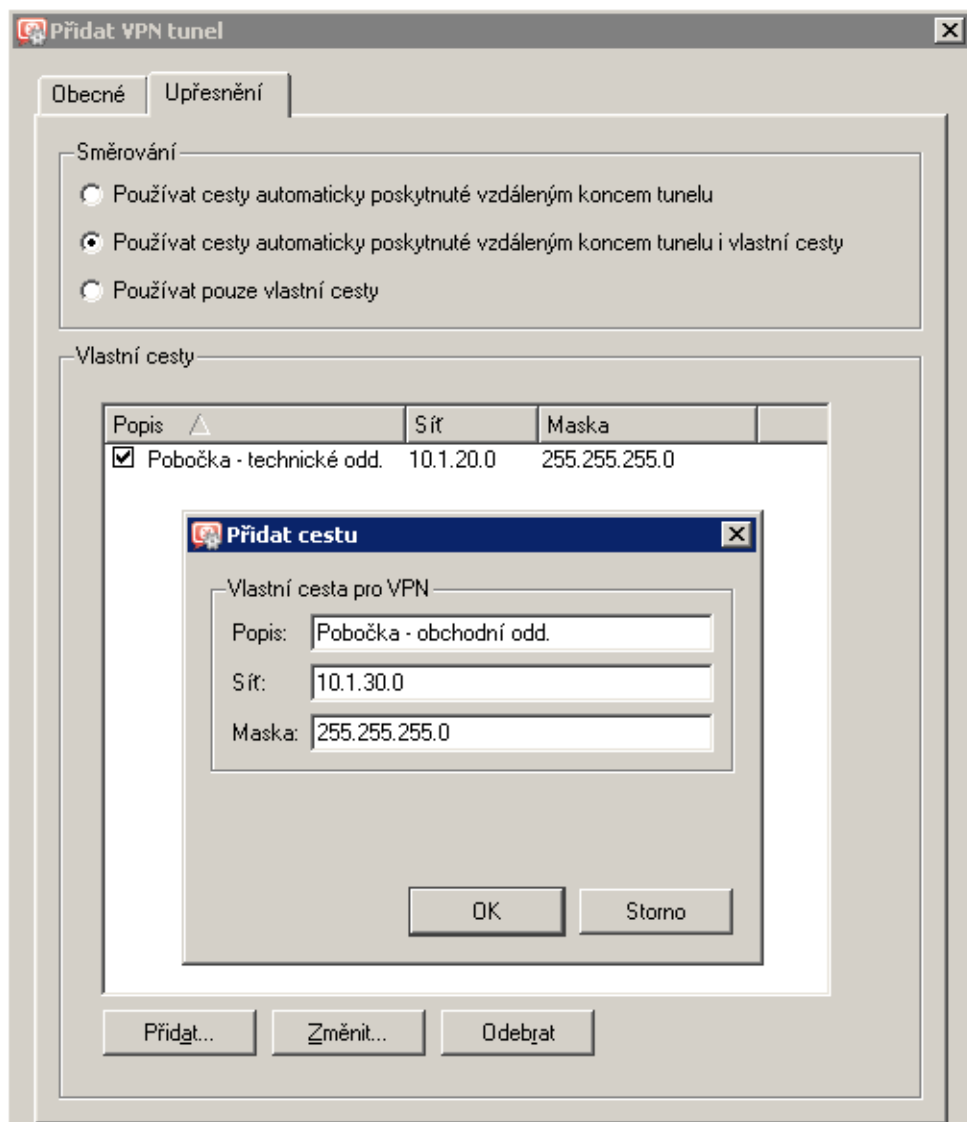 Přidat VPN tunel
Obecné
Upřesnění
Směrování
Používat cesty automaticky poskytnuté vzdáleným koncem tunelu
Používat cesty automaticky poskytnuté vzdáleným koncem tunelu i vlastní cesty
Používat pouze vlastní cesty
Vlastní cesty
Popis Síť Maska
Pobočka - technické odd. 10.1.20.0 255.255.255.0
Přidat cestu
Vlastní cesta pro VPN
Popis: Pobočka - obchodní odd.
Síť: 10.1.30.0
Maska: 255.255.255.0
OK Storno
Přidat... Změnit... Odebrat